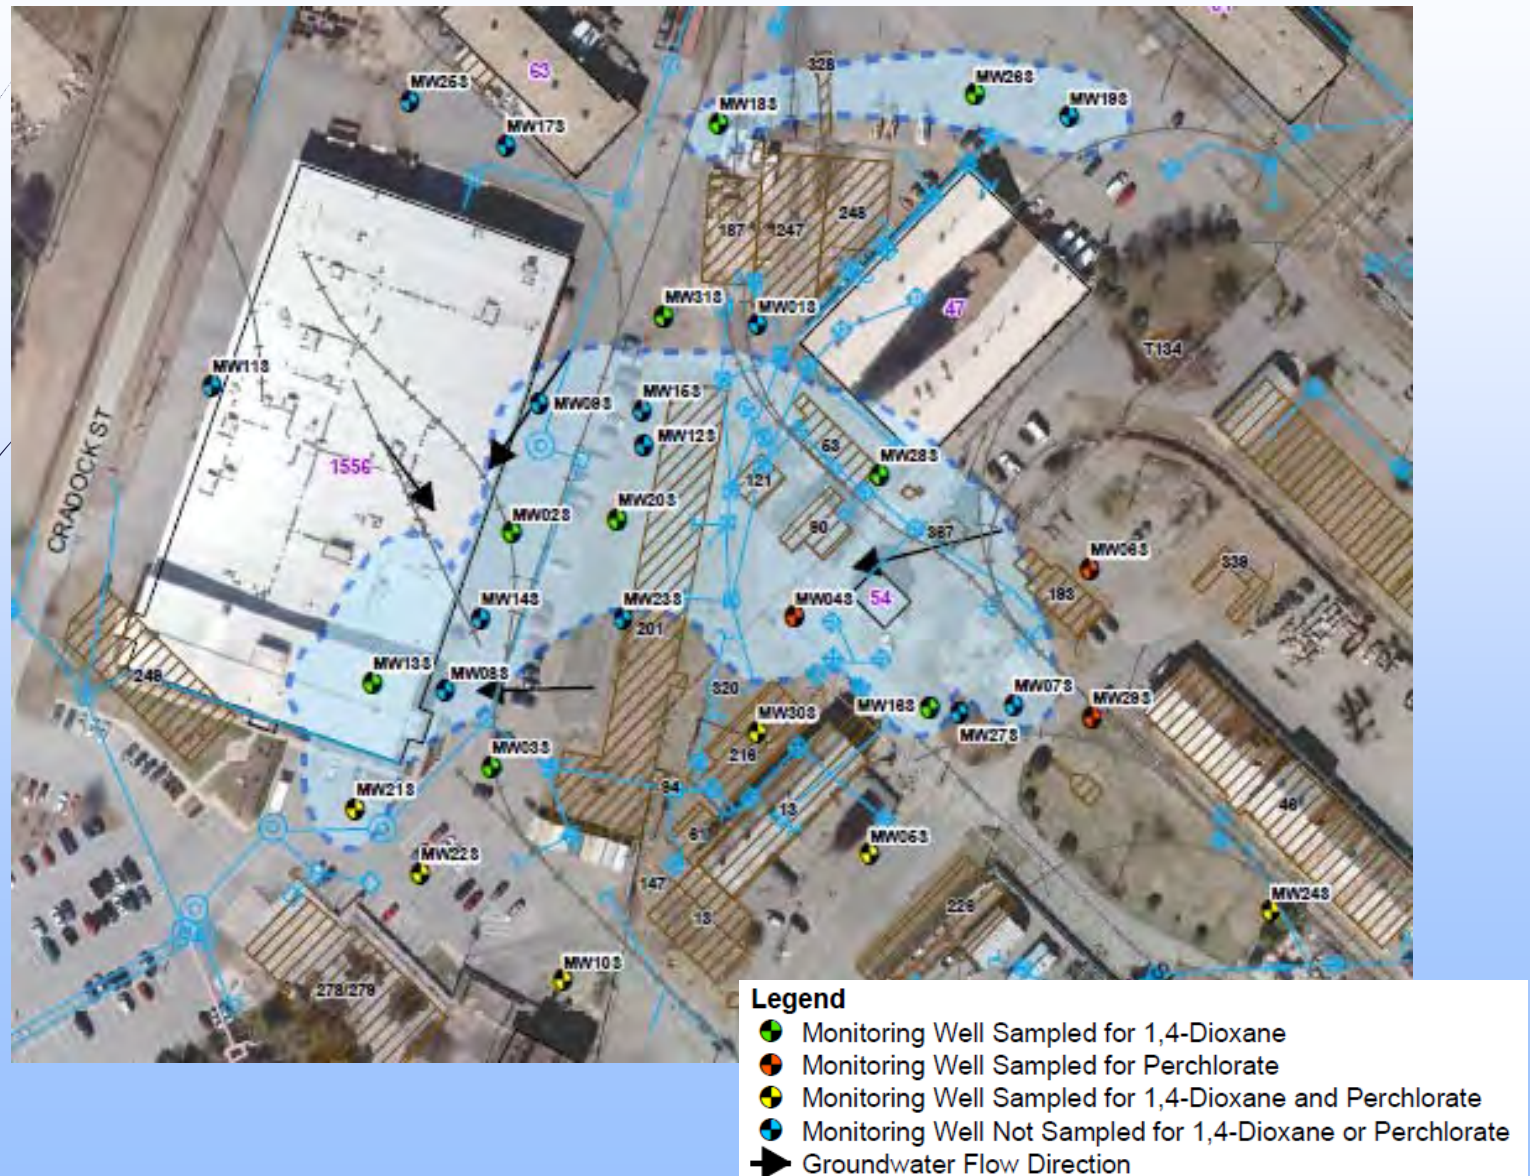 63
MW25S
MW17S
328
MW26S
MW18S
MW19S
187
247
248
47
MW31S
MW01S
T134
MW11S
MW09S
MW15S
MW12S
1556
CRADOCK ST
53
MW28S
121
90
MW02S
MW20S
387
MW06S
339
193
MW14S
MW23S
201
MW04S
54
248
MW13S
MW08S
320
MW16S
MW07S
MW29S
MW27S
MW30S
216
MW03S
MW21S
94
13
61
46
MW05S
MW22S
147
13
226
MW24S
MW10S
278/279
Legend
Monitoring Well Sampled for 1,4-Dioxane
Monitoring Well Sampled for Perchlorate
Monitoring Well Sampled for 1,4-Dioxane and Perchlorate
Monitoring Well Not Sampled for 1,4-Dioxane or Perchlorate
Groundwater Flow Direction